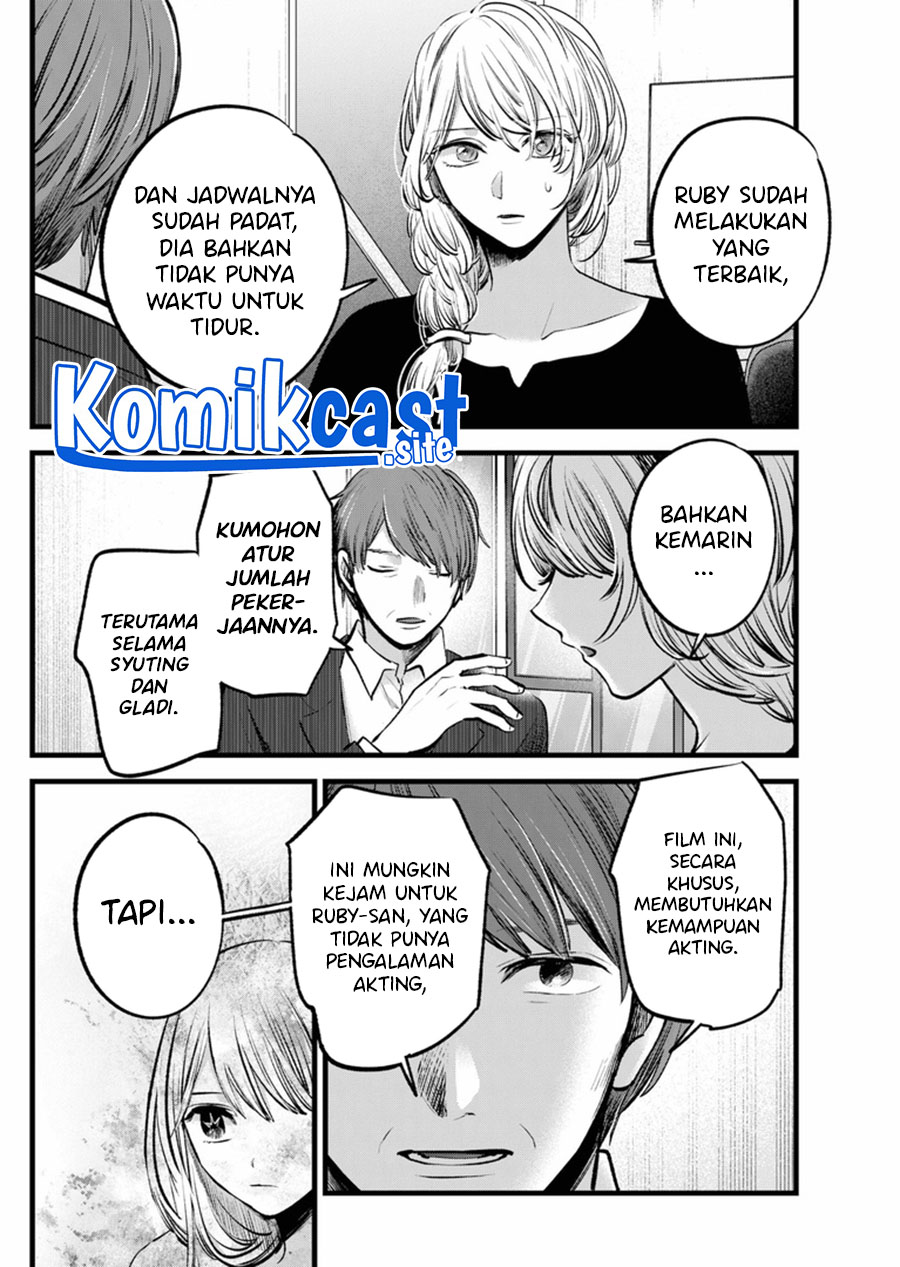 RUBY SUDAH
MELAKUKAN
YANG
TERBAIK,
DAN JADWALNYA
SUDAH PADAT,
DIA BAHKAN
TIDAK PUNYA
WAKTU UNTUK
TIDUR.
Komikcast
.site
BAHKAN
KEMARIN
...
KUMOHON
ATUR
JUMLAH
PEKER-
JAANNYA.
TERUTAMA
SELAMA
SYUTING
DAN
GLADI.
FILM INI,
SECARA
KHUSUS,
MEMBUTUHKAN
KEMAMPUAN
AKTING.
INI MUNGKIN
KEJAM UNTUK
RUBY-SAN, YANG
TIDAK PUNYA
PENGALAMAN
AKTING,
TAPI...